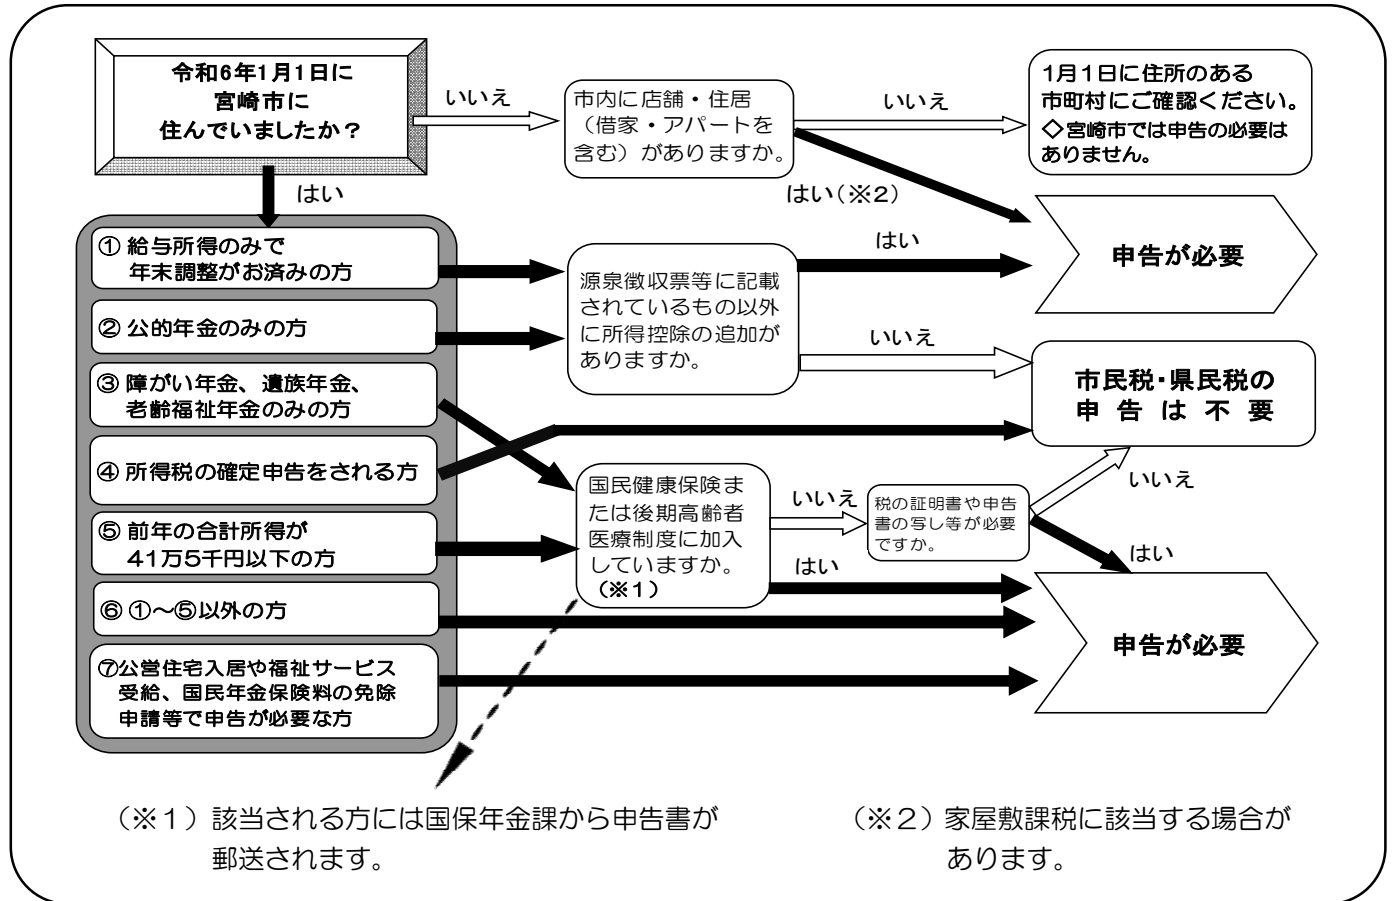 令和6年1月1日に
宮崎市に
住んでいましたか？
いいえ
市内に店舗・住居
（借家・アパートを
含む）がありますか。
いいえ
1月1日に住所のある
市町村にご確認ください。
◇宮崎市では申告の必要は
ありません。
はい
はい(※2)
申告が必要
① 給与所得のみで
年末調整がお済みの方
② 公的年金のみの方
③ 障がい年金、遺族年金、
老齢福祉年金のみの方
④ 所得税の確定申告をされる方
⑤ 前年の合計所得が
41万5千円以下の方
⑥ ①～⑤以外の方
⑦公営住宅入居や福祉サービス
受給、国民年金保険料の免除
申請等で申告が必要な方
源泉徴収票等に記載
されているもの以外
に所得控除の追加が
ありますか。
はい
いいえ
市民税・県民税の
申告は不要
国民健康保険ま
たは後期高齢者
医療制度に加入
していますか。
（※1）
いいえ
はい
税の証明書や申告
書の写し等が必要
ですか。
いいえ
はい
申告が必要
（※1）該当される方には国保年金課から申告書が
郵送されます。
（※2）家屋敷課税に該当する場合が
あります。